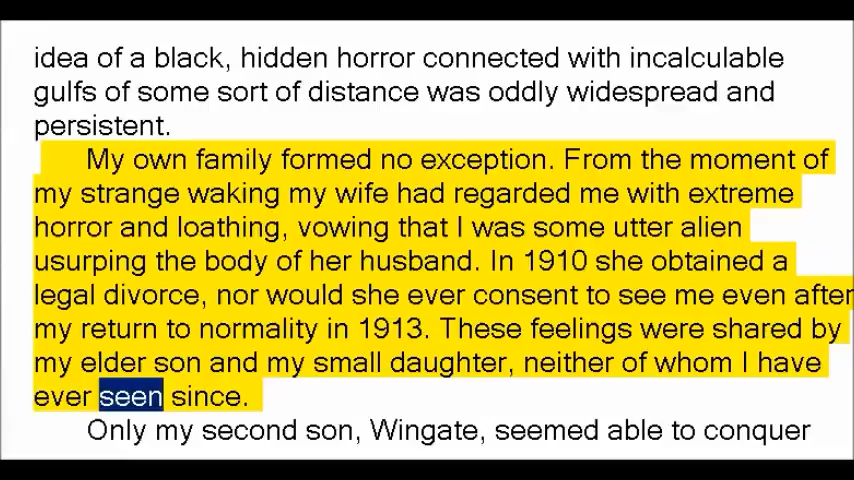 idea of a black, hidden horror connected with incalculable
gulfs of some sort of distance was oddly widespread and
persistent.
My own family formed no exception. From the moment of
my strange waking my wife had regarded me with extreme
horror and loathing, vowing that I was some utter alien
usurping the body of her husband. In 1910 she obtained a
legal divorce, nor would she ever consent to see me even after
my return to normality in 1913. These feelings were shared by
my elder son and my small daughter, neither of whom I have
ever seen since.
Only my second son, Wingate, seemed able to conquer